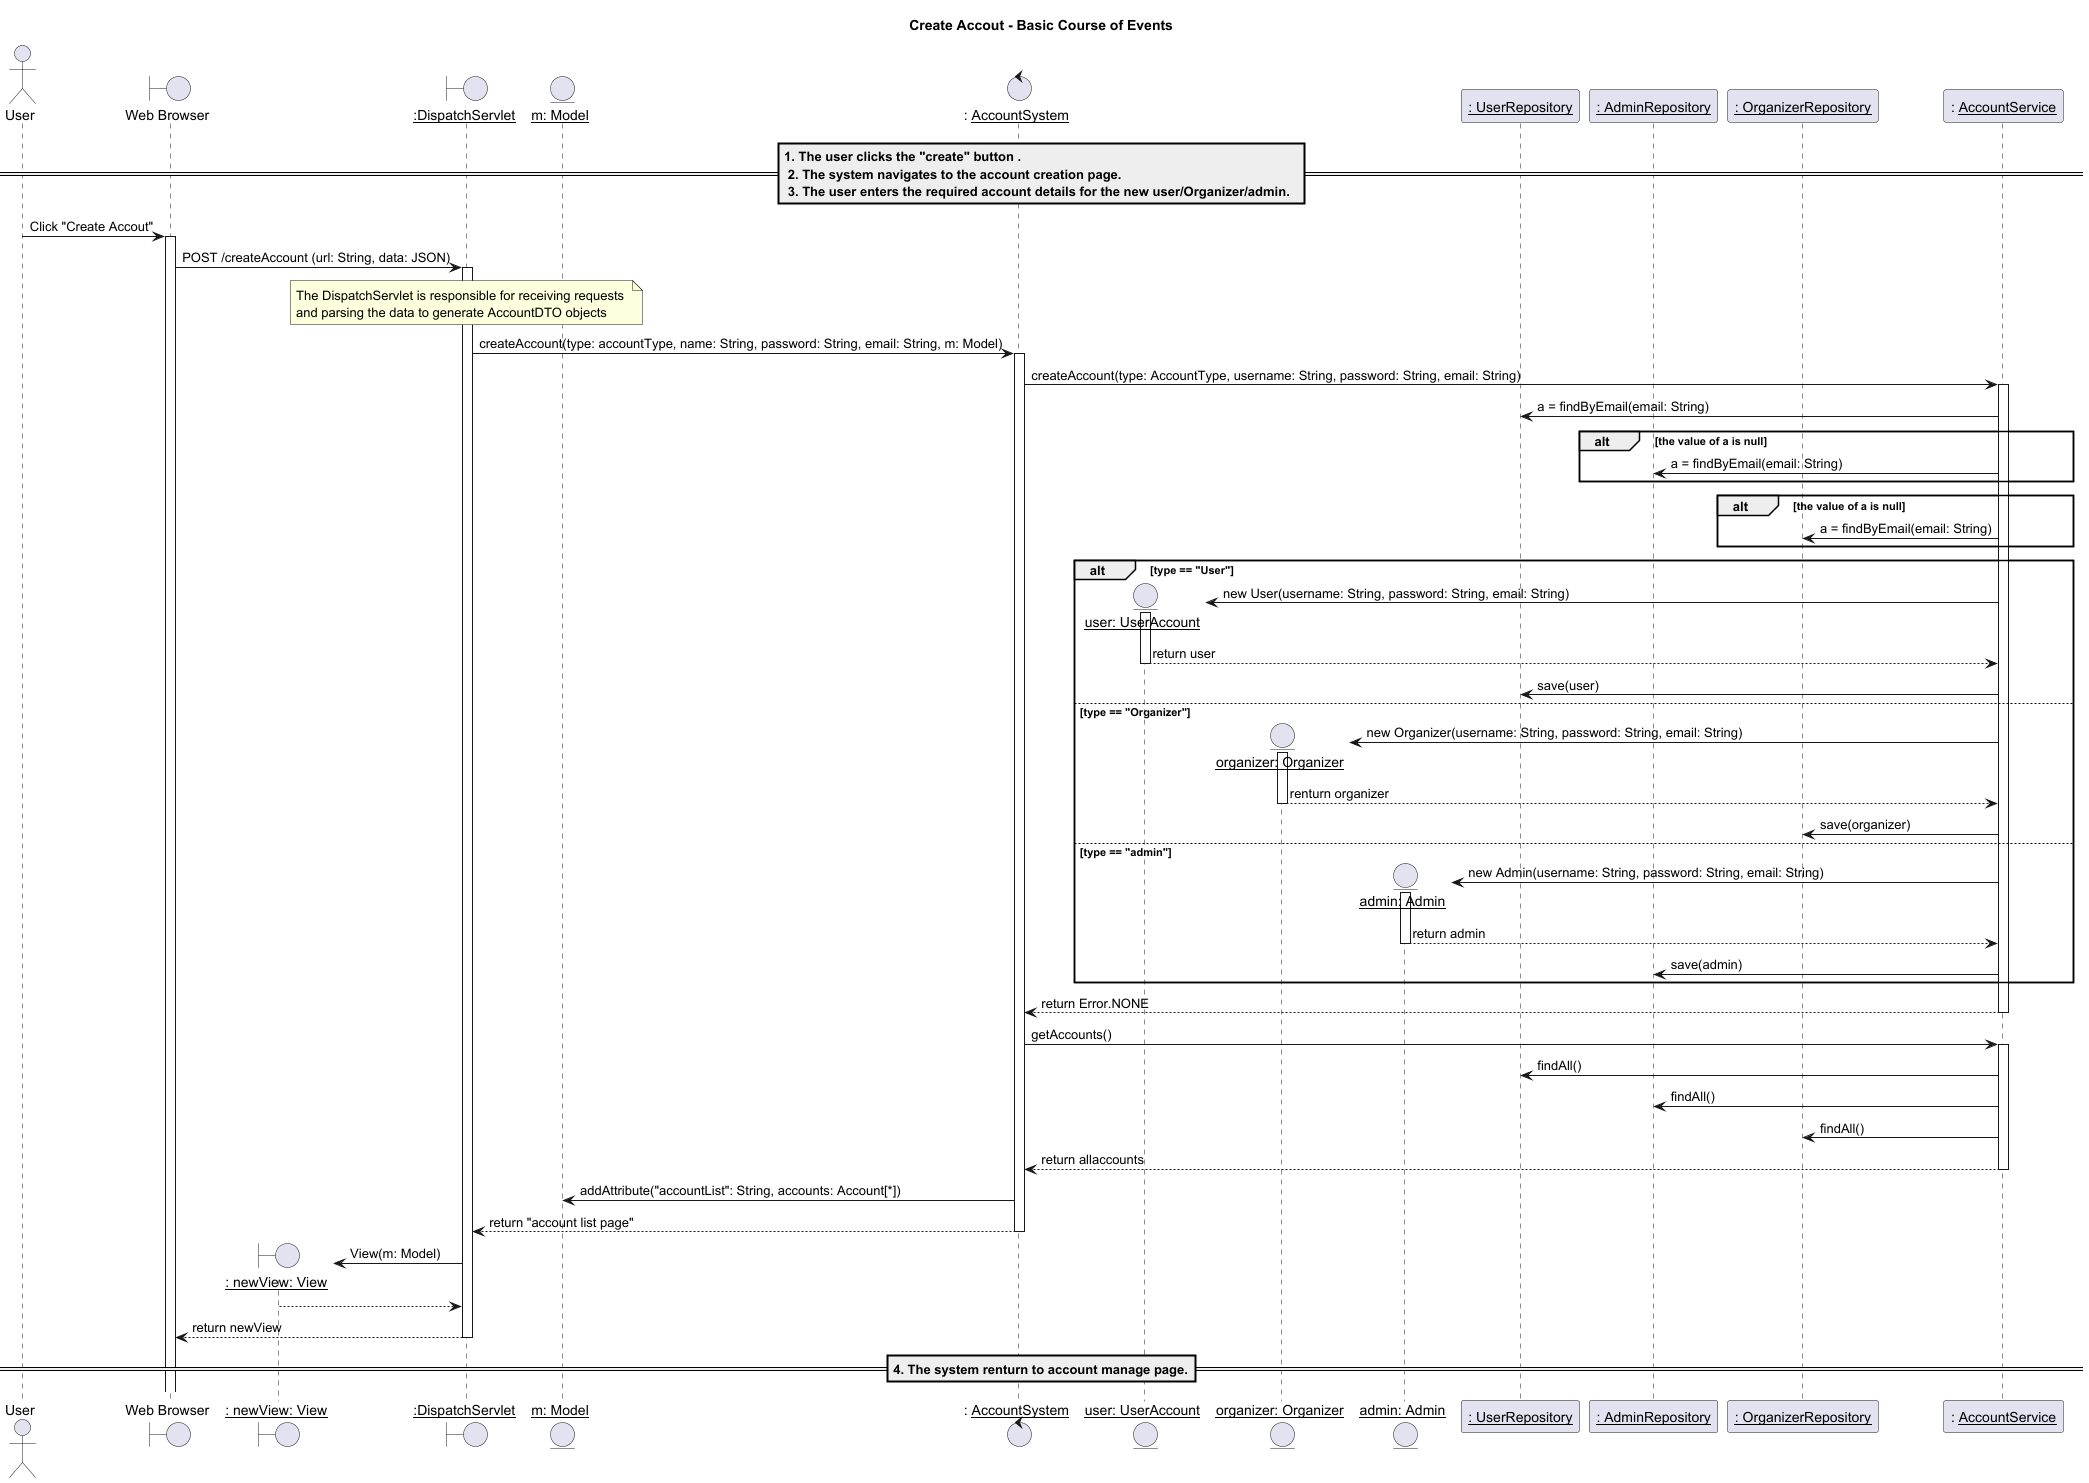 Create Accout - Basic Course of Events
User
Web Browser
:DispatchServlet
m: Model
: AccountSystem
: UserRepository
: AdminRepository
: OrganizerRepository
: AccountService
1. The user clicks the "create" button .
2. The system navigates to the account creation page.
3. The user enters the required account details for the new user/Organizer/admin.
Click "Create Accout"
POST /createAccount (url: String, data: JSON)
The DispatchServlet is responsible for receiving requests
and parsing the data to generate AccountDTO objects
createAccount(type: accountType, name: String, password: String, email: String, m: Model)
createAccount(type: AccountType, username: String, password: String, email: String)
a = findByEmail(email: String)
alt [the value of a is null]
a = findByEmail(email: String)
alt [the value of a is null]
a = findByEmail(email: String)
alt [type == "User"]
new User(username: String, password: String, email: String)
user: UserAccount
return user
save(user)
[type == "Organizer"]
new Organizer(username: String, password: String, email: String)
organizer: Organizer
renturn organizer
save(organizer)
[type == "admin"]
new Admin(username: String, password: String, email: String)
admin: Admin
return admin
save(admin)
return Error.NONE
getAccounts()
findAll()
findAll()
findAll()
return allaccounts
addAttribute("accountList": String, accounts: Account[*])
return "account list page"
View(m: Model)
: newView: View
return newView
4. The system renturn to account manage page.
User
Web Browser
: newView: View
:DispatchServlet
m: Model
: AccountSystem
user: UserAccount
organizer: Organizer
admin: Admin
: UserRepository
: AdminRepository
: OrganizerRepository
: AccountService